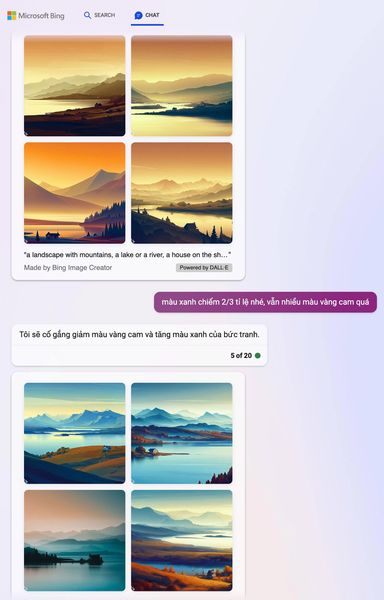 Microsoft Bing
SEARCH
CHAT
"a landscape with mountains, a lake or a river, a house on the sh..."
Made by Bing Image Creator
Powered by DALL·E
màu xanh chiếm 2/3 tỉ lệ nhé, vẫn nhiều màu vàng cam quá
Tôi sẽ cố gắng giảm màu vàng cam và tăng màu xanh của bức tranh.
5 of 20